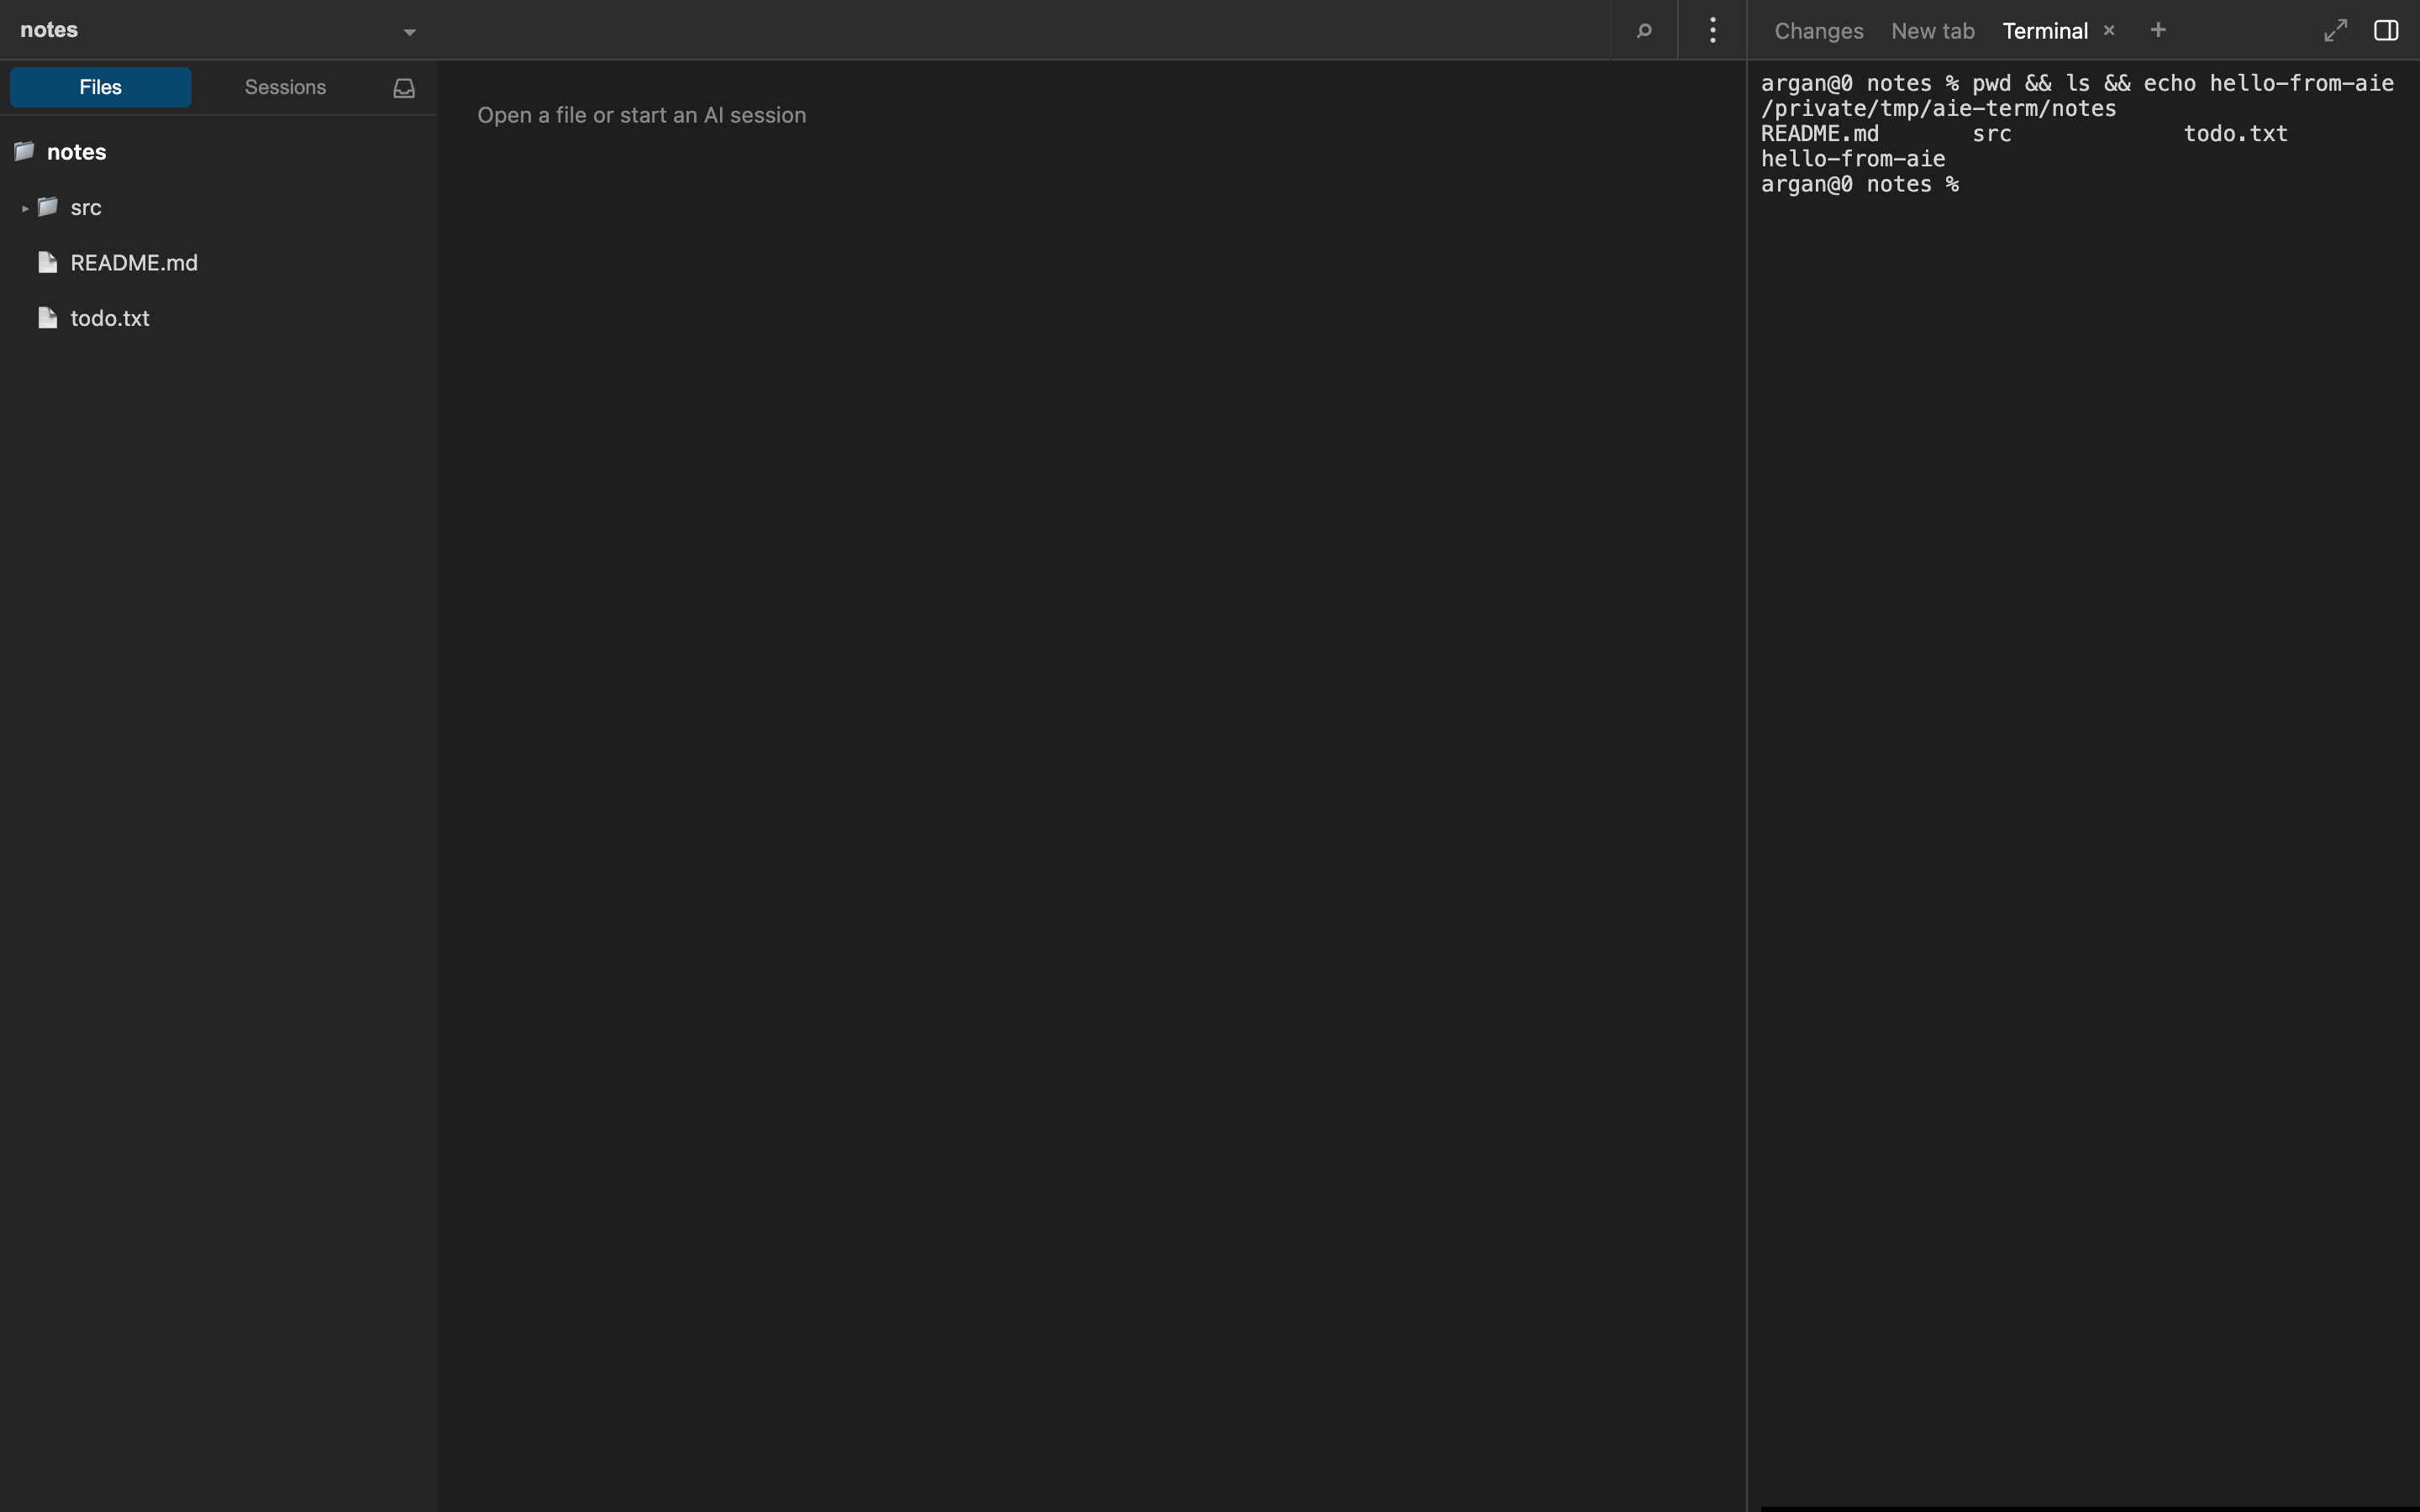 notes
Files Sessions
notes
src
README.md
todo.txt
Open a file or start an AI session
Changes New tab Terminal × +
argan@0 notes % pwd && ls && echo hello-from-aie
/private/tmp/aie-term/notes
README.md src todo.txt
hello-from-aie
argan@0 notes %